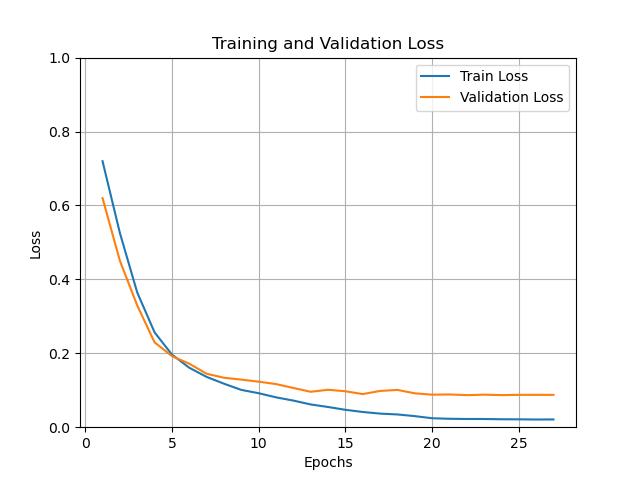 Training and Validation Loss
Train Loss
Validation Loss
1.0
0.8
0.6
0.4
0.2
0.0
Loss
0 5 10 15 20 25
Epochs